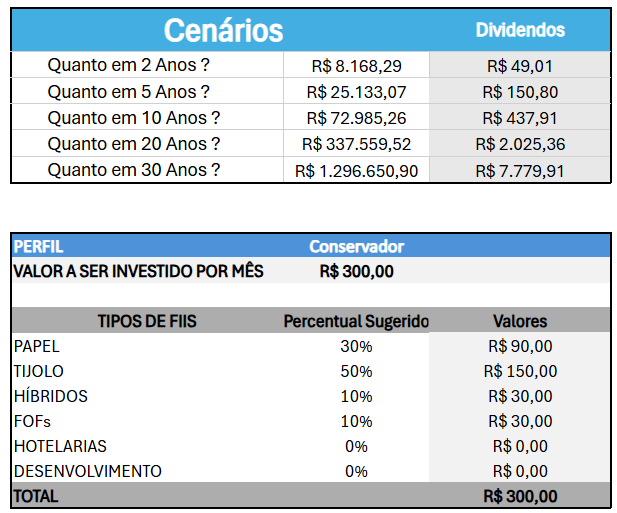 Cenários Dividendos
Quanto em 2 Anos ? R$ 8.168,29 R$ 49,01
Quanto em 5 Anos ? R$ 25.133,07 R$ 150,80
Quanto em 10 Anos ? R$ 72.985,26 R$ 437,91
Quanto em 20 Anos ? R$ 337.559,52 R$ 2.025,36
Quanto em 30 Anos ? R$ 1.296.650,90 R$ 7.779,91
PERFIL Conservador
VALOR A SER INVESTIDO POR MÊS R$ 300,00
TIPOS DE FIIS Percentual Sugerido Valores
PAPEL 30% R$ 90,00
TIJOLO 50% R$ 150,00
HÍBRIDOS 10% R$ 30,00
FOFs 10% R$ 30,00
HOTELARIAS 0% R$ 0,00
DESENVOLVIMENTO 0% R$ 0,00
TOTAL R$ 300,00